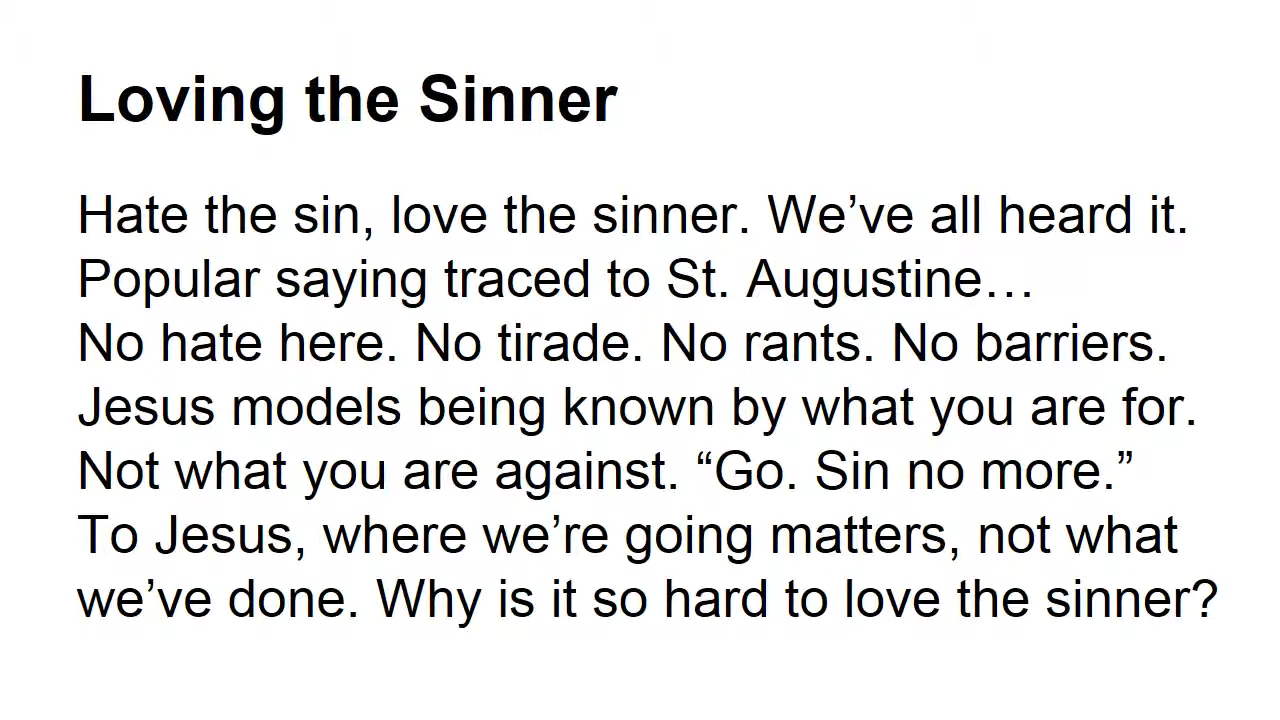 Loving the Sinner
Hate the sin, love the sinner. We’ve all heard it.
Popular saying traced to St. Augustine…
No hate here. No tirade. No rants. No barriers.
Jesus models being known by what you are for.
Not what you are against. “Go. Sin no more.”
To Jesus, where we’re going matters, not what
we’ve done. Why is it so hard to love the sinner?